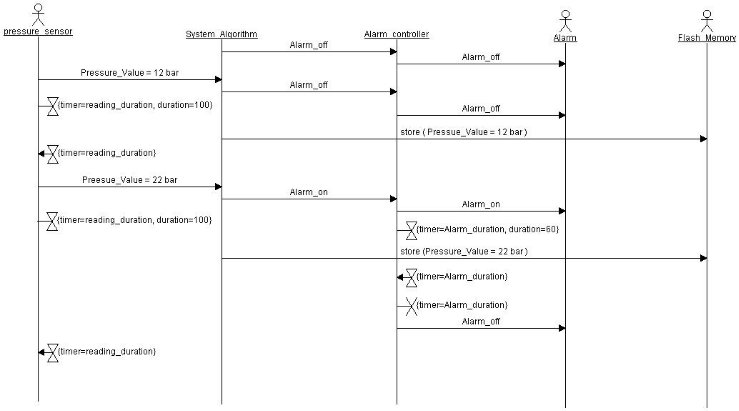 pressure_sensor
System_Algorithm
Alarm_controller
Alarm
Flash_Memory
Alarm_off
Alarm_off
Pressure_Value = 12 bar
Alarm_off
{timer=reading_duration, duration=100}
Alarm_off
store ( Pressue_Value = 12 bar )
{timer=reading_duration}
Preesue_Value = 22 bar
Alarm_on
Alarm_on
{timer=reading_duration, duration=100}
{timer=Alarm_duration, duration=60}
store (Pressure_Value = 22 bar )
{timer=Alarm_duration}
{timer=Alarm_duration}
Alarm_off
{timer=reading_duration}